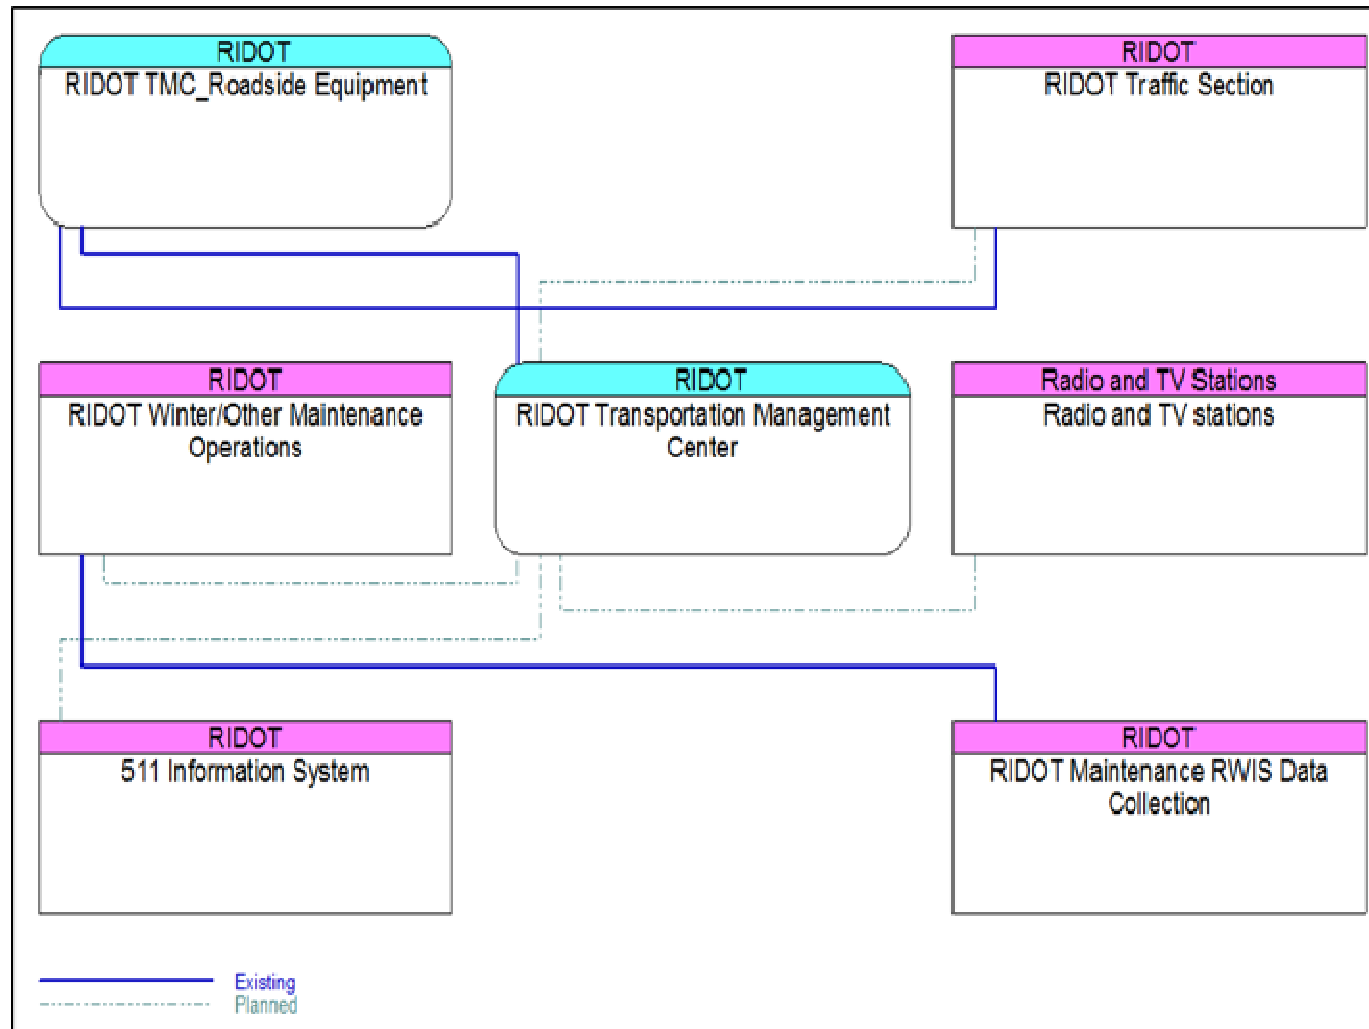 RIDOT
RIDOT TMC_Roadside Equipment
RIDOT
RIDOT Traffic Section
RIDOT
RIDOT Winter/Other Maintenance
Operations
RIDOT
RIDOT Transportation Management
Center
Radio and TV Stations
Radio and TV stations
RIDOT
511 Information System
RIDOT
RIDOT Maintenance RWIS Data
Collection
Existing
Planned